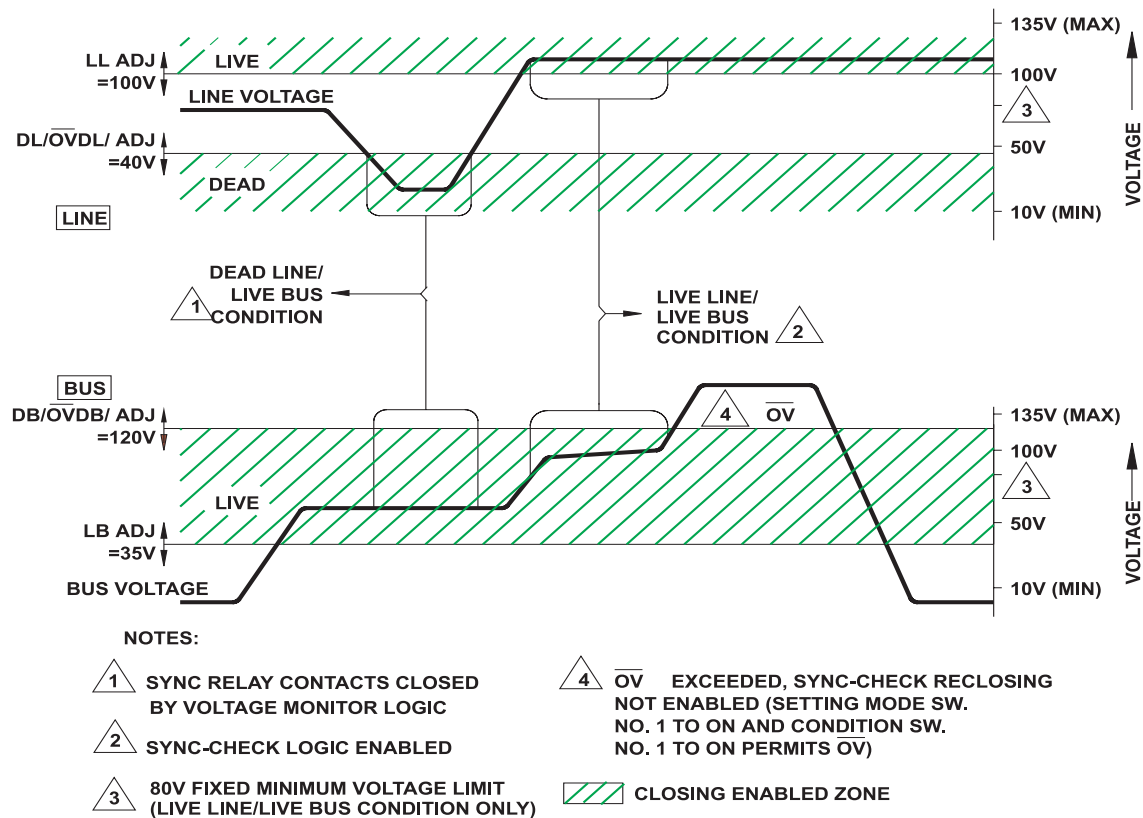 135V (MAX)
LL ADJ
=100V
LIVE
100V
LINE VOLTAGE
3
DL/OVDL/ ADJ
=40V
50V
DEAD
LINE
10V (MIN)
VOLTAGE
DEAD LINE/
LIVE BUS
CONDITION
1
LIVE LINE/
LIVE BUS
CONDITION
2
BUS
DB/OVDB/ ADJ
=120V
4
OV
135V (MAX)
100V
3
LIVE
50V
LB ADJ
=35V
BUS VOLTAGE
10V (MIN)
VOLTAGE
NOTES:
1 SYNC RELAY CONTACTS CLOSED
BY VOLTAGE MONITOR LOGIC
2 SYNC-CHECK LOGIC ENABLED
3 80V FIXED MINIMUM VOLTAGE LIMIT
(LIVE LINE/LIVE BUS CONDITION ONLY)
4 OV EXCEEDED, SYNC-CHECK RECLOSING
NOT ENABLED (SETTING MODE SW.
NO. 1 TO ON AND CONDITION SW.
NO. 1 TO ON PERMITS OV)
CLOSING ENABLED ZONE